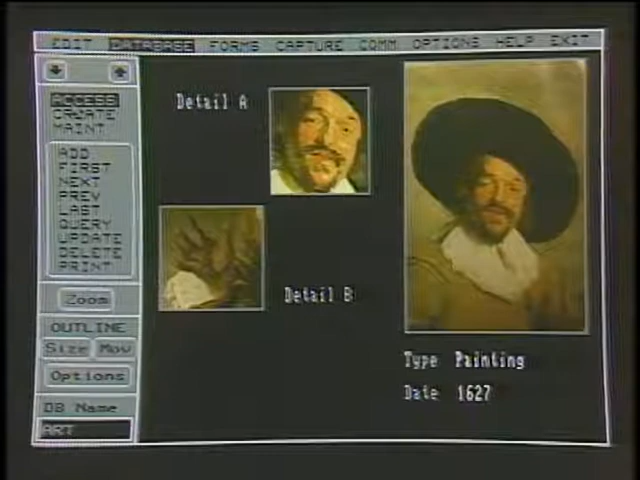 EDIT DATABASE FORMS CAPTURE COMM OPTIONS HELP EXIT
ACCESS
CREATE
MAINT
ADD
FIRST
NEXT
PREV
LAST
QUERY
UPDATE
DELETE
PRINT
Zoom
OUTLINE
Size Mov
Options
DB Name
ART
Detail A
Detail B
Type Painting
Date 1627